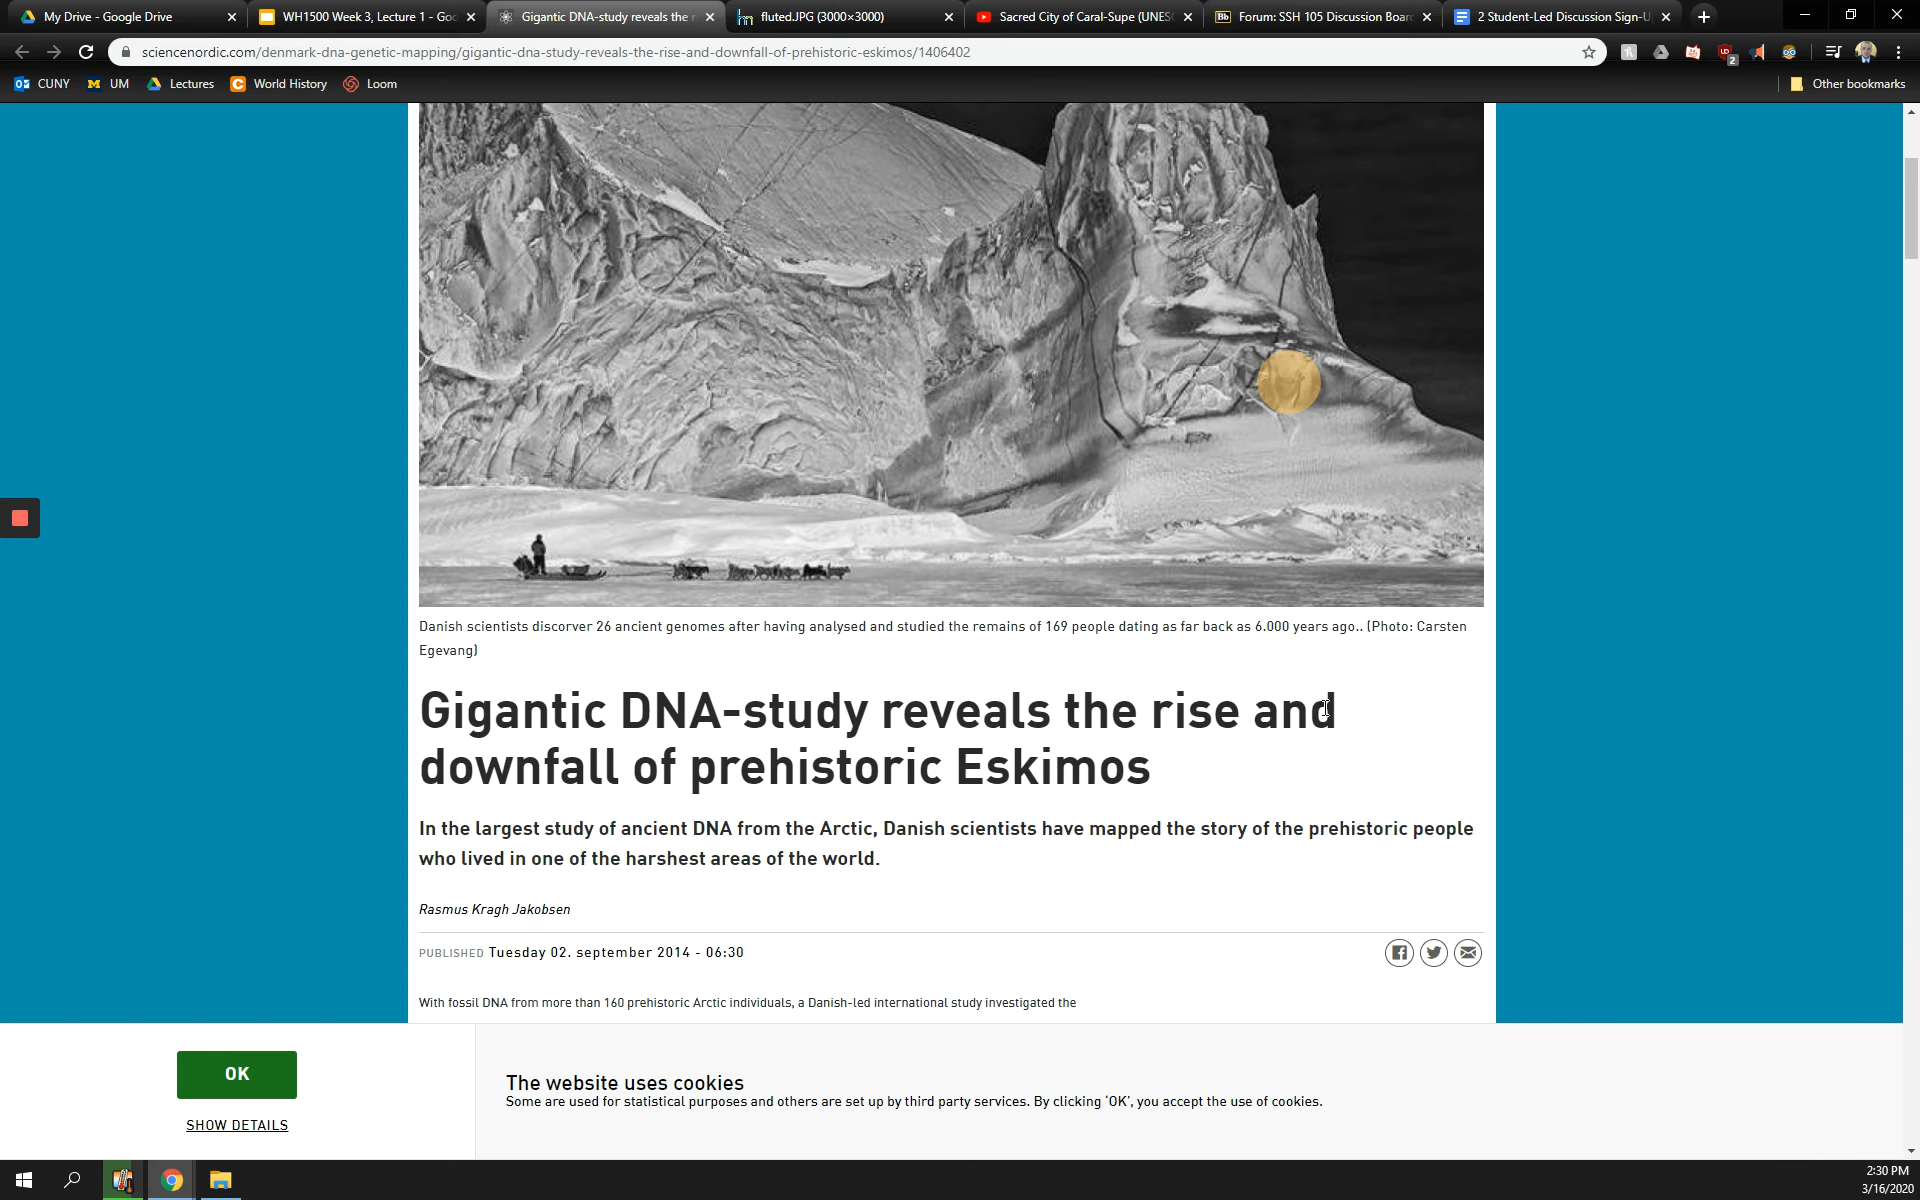 My Drive - Google Drive
WH1500 Week 3, Lecture 1 - Goo
Gigantic DNA-study reveals the r
fluted.JPG (3000×3000)
Sacred City of Caral-Supe (UNESC
Forum: SSH 105 Discussion Board
2 Student-Led Discussion Sign-U
sciencenordic.com/denmark-dna-genetic-mapping/gigantic-dna-study-reveals-the-rise-and-downfall-of-prehistoric-eskimos/1406402
2
CUNY
UM
Lectures
World History
Loom
Other bookmarks
Danish scientists discorver 26 ancient genomes after having analysed and studied the remains of 169 people dating as far back as 6.000 years ago.. (Photo: Carsten
Egevang)
Gigantic DNA-study reveals the rise and
downfall of prehistoric Eskimos
In the largest study of ancient DNA from the Arctic, Danish scientists have mapped the story of the prehistoric people
who lived in one of the harshest areas of the world.
Rasmus Kragh Jakobsen
PUBLISHED Tuesday 02. september 2014 - 06:30
With fossil DNA from more than 160 prehistoric Arctic individuals, a Danish-led international study investigated the
OK
SHOW DETAILS
The website uses cookies
Some are used for statistical purposes and others are set up by third party services. By clicking 'OK', you accept the use of cookies.
2:30 PM
3/16/2020